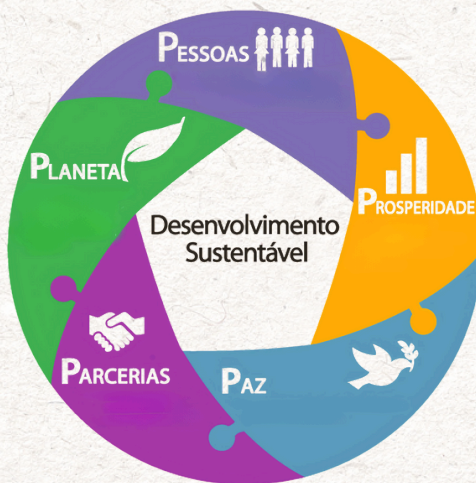 PESSOAS
PLANETA
PROSPERIDADE
Desenvolvimento
Sustentável
PARCERIAS
PAZ